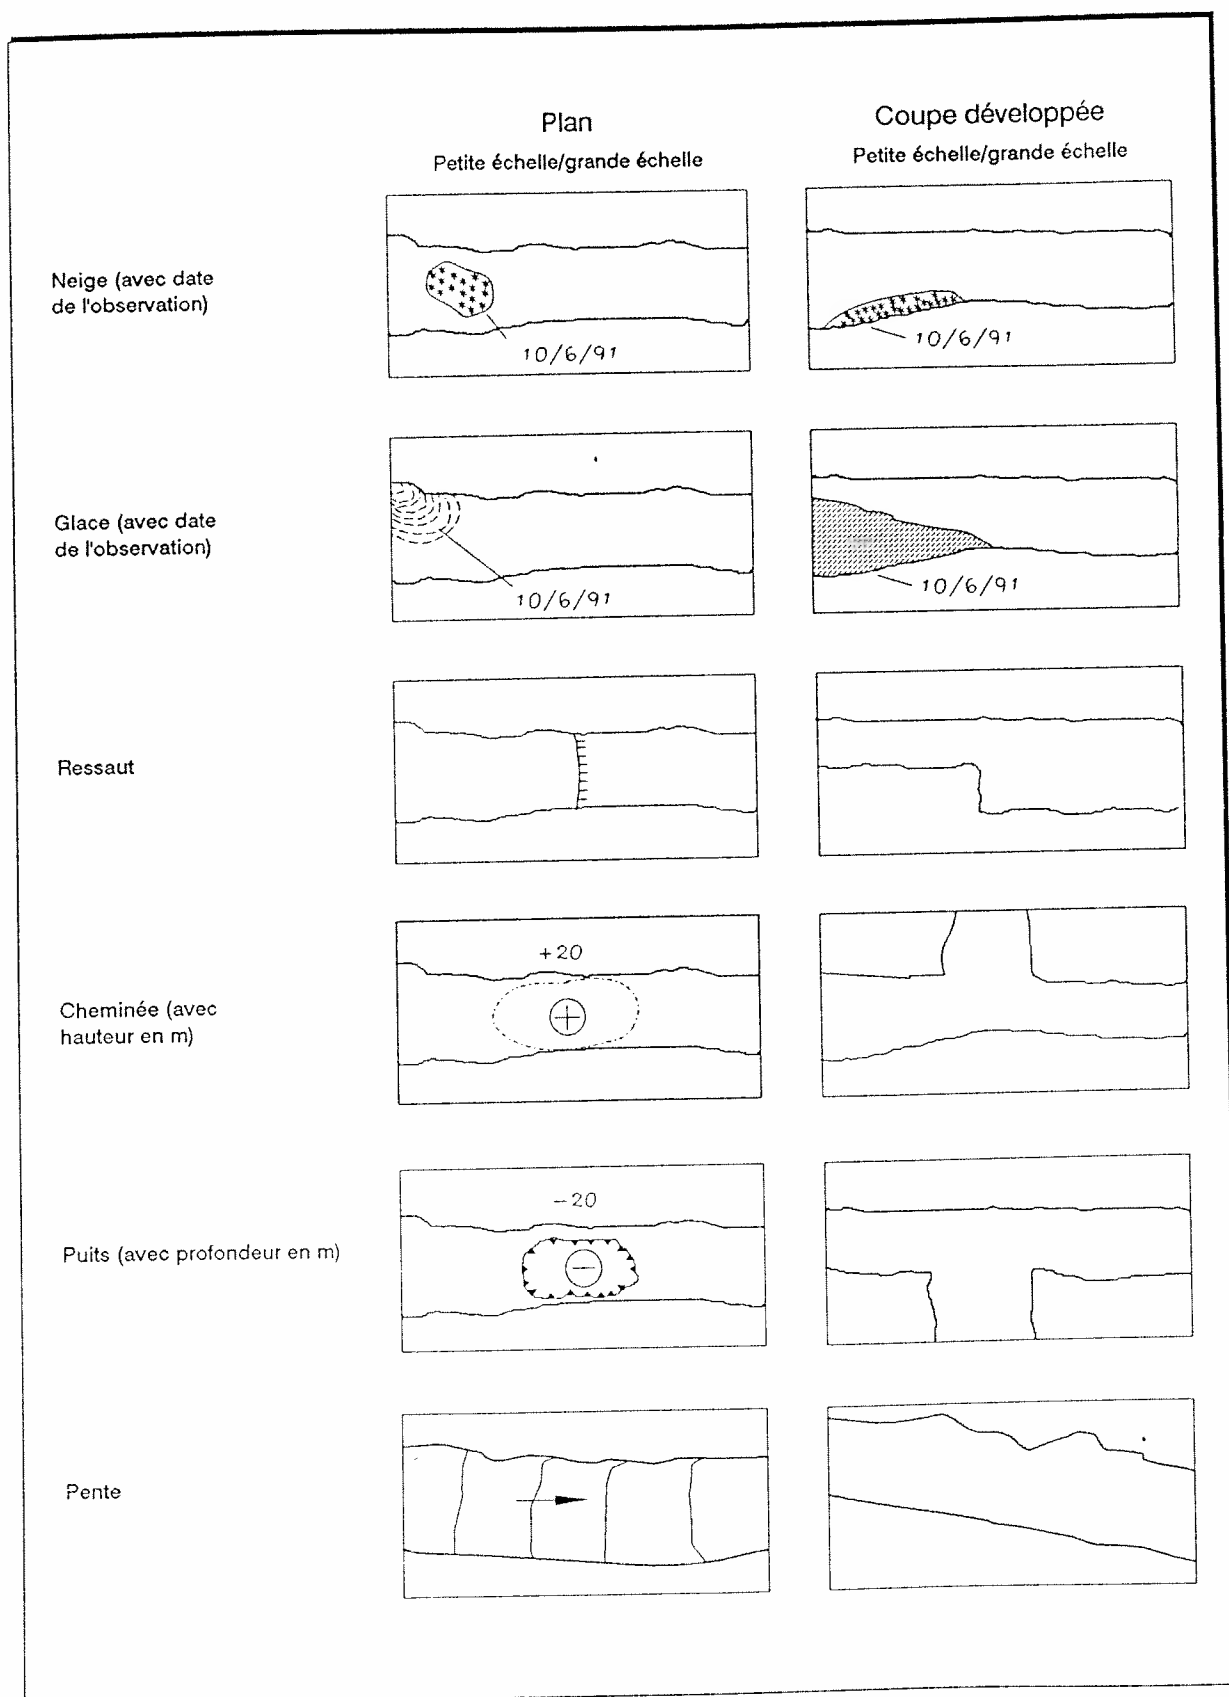 Plan
Coupe développée
Petite échelle/grande échelle
Petite échelle/grande échelle
Neige (avec date
de l'observation)
10/6/91
10/6/91
Glace (avec date
de l'observation)
10/6/91
10/6/91
Ressaut
Cheminée (avec
hauteur en m)
+20
Puits (avec profondeur en m)
-20
Pente